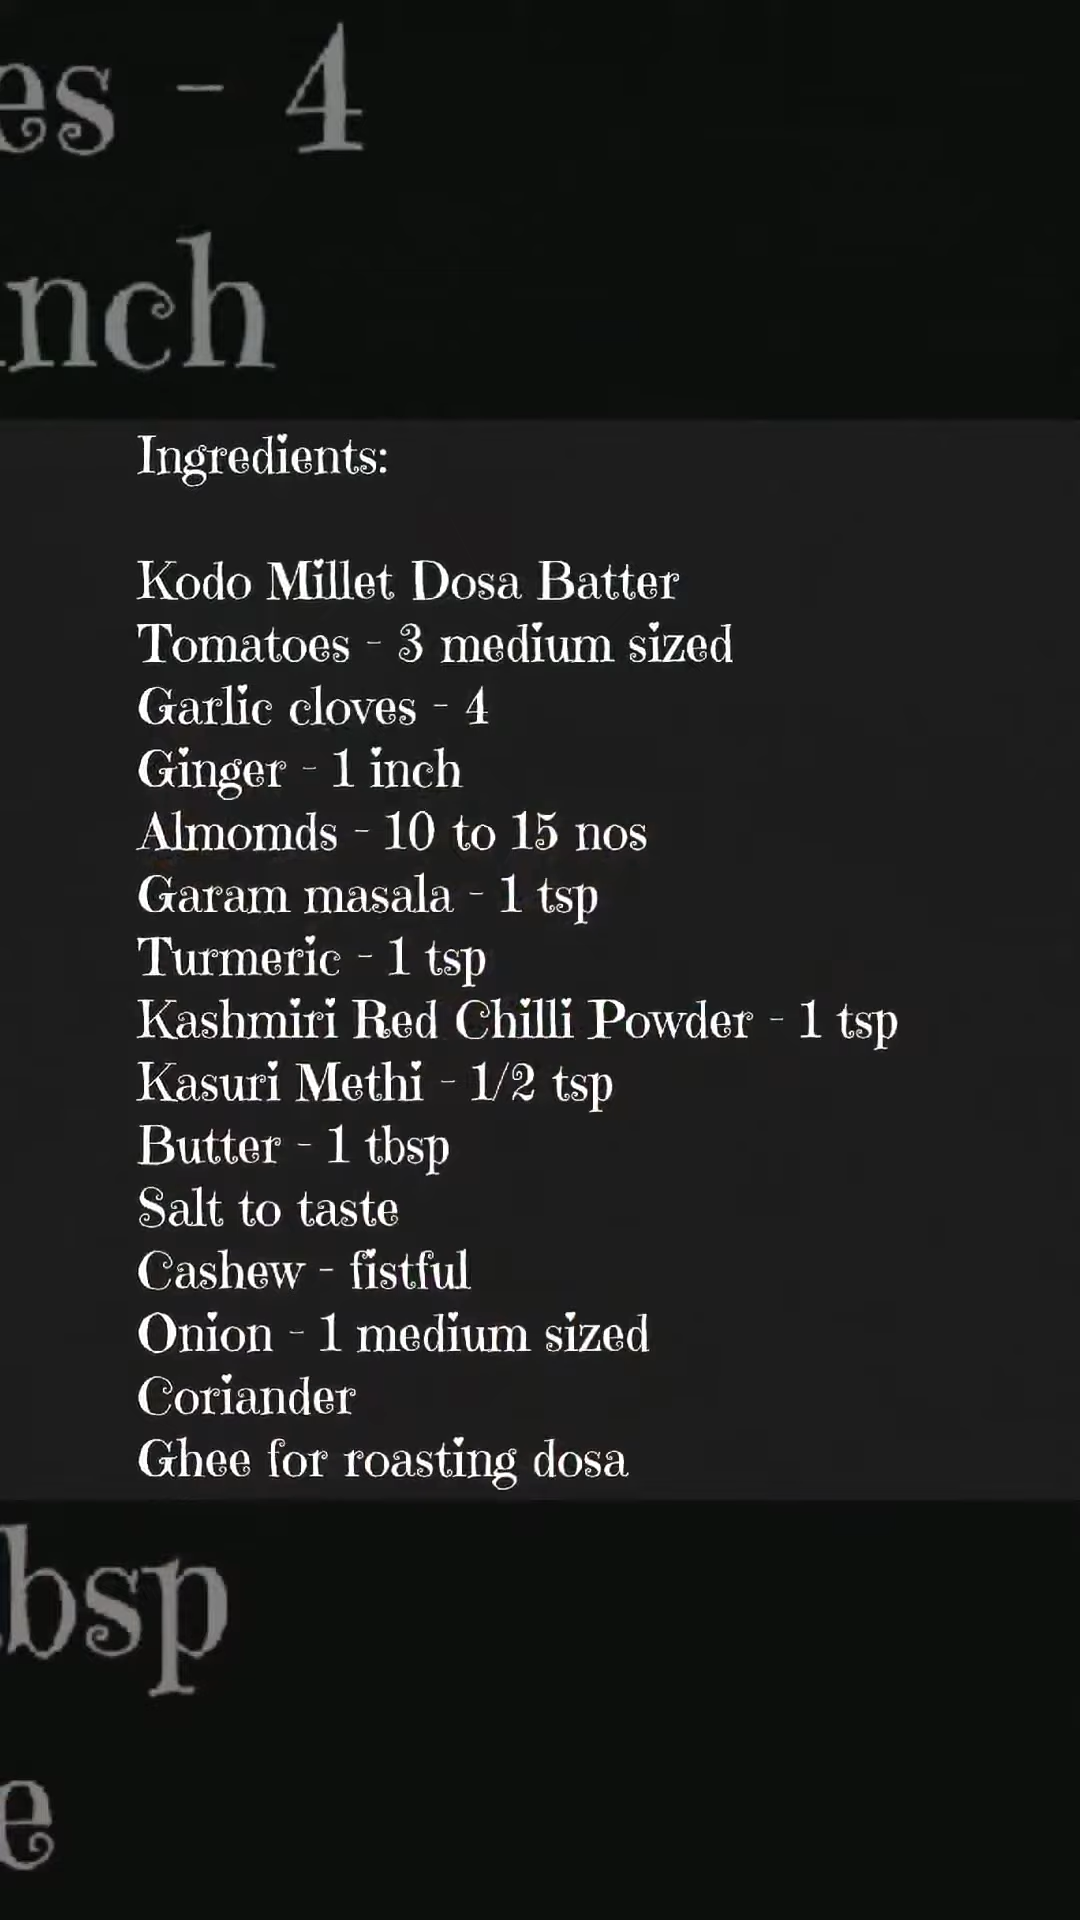 es - 4
nch
Ingredients:
Kodo Millet Dosa Batter
Tomatoes - 3 medium sized
Garlic cloves - 4
Ginger - 1 inch
Almomds - 10 to 15 nos
Garam masala - 1 tsp
Turmeric - 1 tsp
Kashmiri Red Chilli Powder - 1 tsp
Kasuri Methi - 1/2 tsp
Butter - 1 tbsp
Salt to taste
Cashew - fistful
Onion - 1 medium sized
Coriander
Ghee for roasting dosa
bsp
e